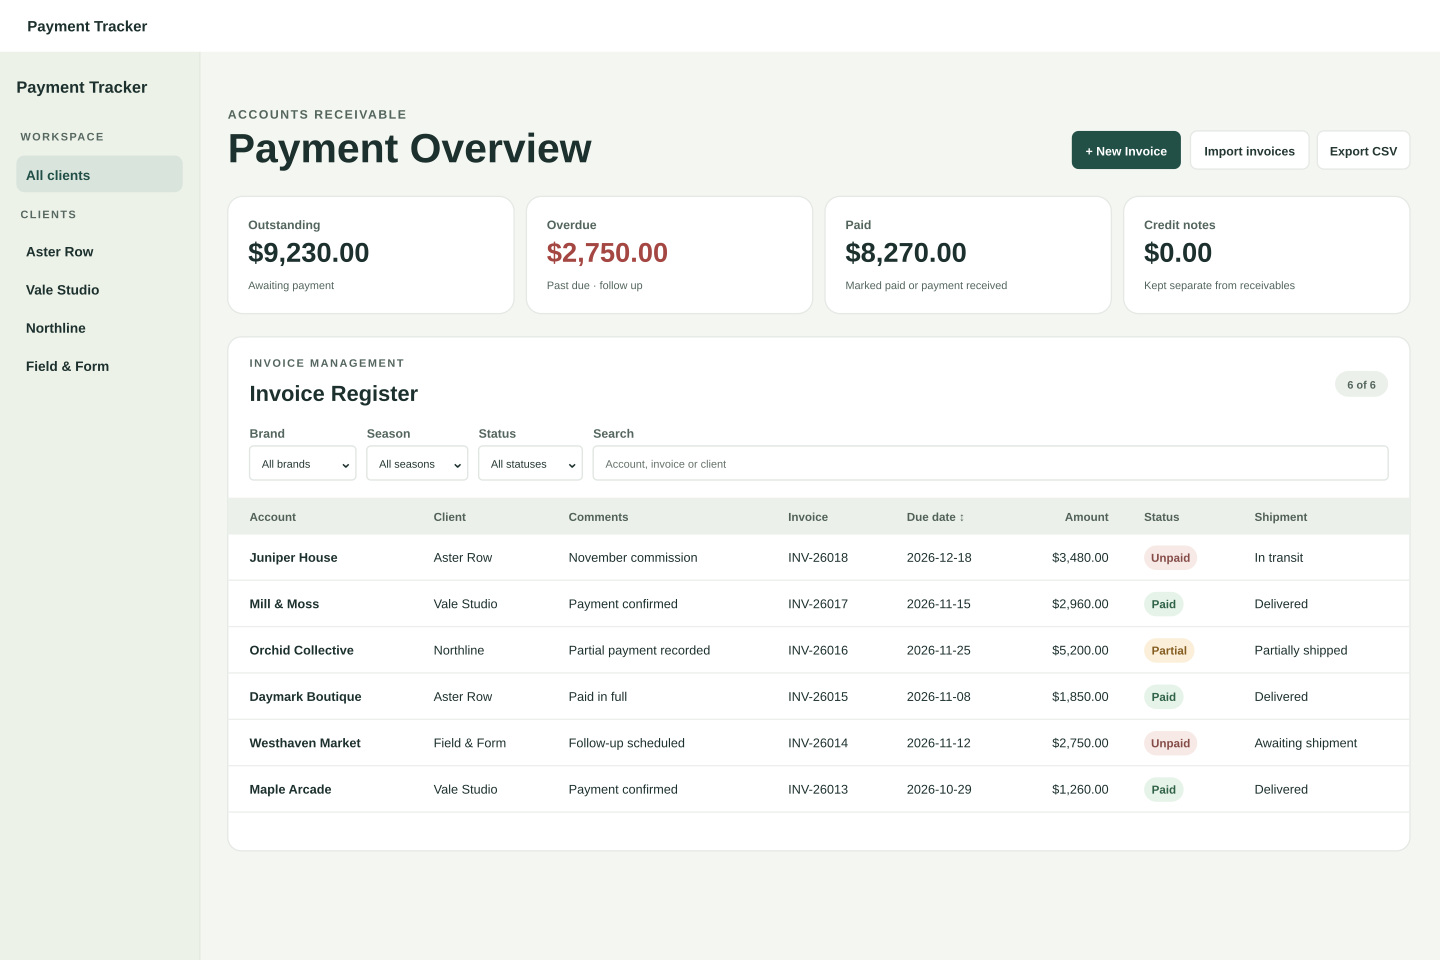 Payment Tracker
Payment Tracker
WORKSPACE
All clients
CLIENTS
Aster Row
Vale Studio
Northline
Field & Form
ACCOUNTS RECEIVABLE
Payment Overview
+ New Invoice
Import invoices
Export CSV
Outstanding
$9,230.00
Awaiting payment
Overdue
$2,750.00
Past due · follow up
Paid
$8,270.00
Marked paid or payment received
Credit notes
$0.00
Kept separate from receivables
INVOICE MANAGEMENT
Invoice Register
6 of 6
Brand Season Status Search
All brands All seasons All statuses Account, invoice or client
Account Client Comments Invoice Due date ↕ Amount Status Shipment
Juniper House Aster Row November commission INV-26018 2026-12-18 $3,480.00 Unpaid In transit
Mill & Moss Vale Studio Payment confirmed INV-26017 2026-11-15 $2,960.00 Paid Delivered
Orchid Collective Northline Partial payment recorded INV-26016 2026-11-25 $5,200.00 Partial Partially shipped
Daymark Boutique Aster Row Paid in full INV-26015 2026-11-08 $1,850.00 Paid Delivered
Westhaven Market Field & Form Follow-up scheduled INV-26014 2026-11-12 $2,750.00 Unpaid Awaiting shipment
Maple Arcade Vale Studio Payment confirmed INV-26013 2026-10-29 $1,260.00 Paid Delivered